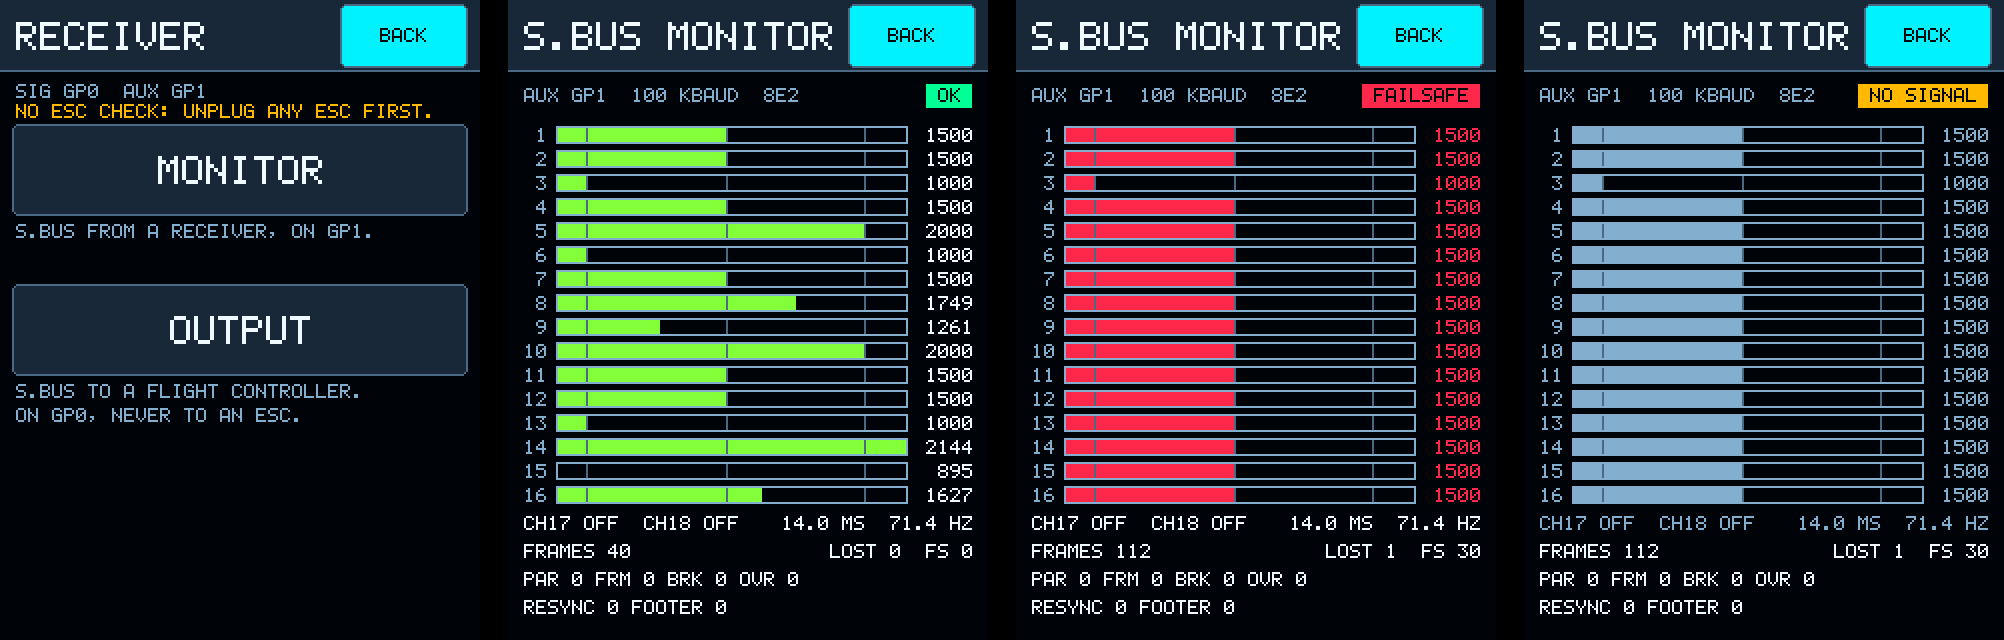 RECEIVER BACK
SIG GP0 AUX GP1
NO ESC CHECK: UNPLUG ANY ESC FIRST.
MONITOR
S.BUS FROM A RECEIVER, ON GP1.
OUTPUT
S.BUS TO A FLIGHT CONTROLLER.
ON GP0, NEVER TO AN ESC.
S.BUS MONITOR BACK
AUX GP1 100 KBAUD 8E2 OK
1 1500
2 1500
3 1000
4 1500
5 2000
6 1000
7 1500
8 1749
9 1261
10 2000
11 1500
12 1500
13 1000
14 2144
15 895
16 1627
CH17 OFF CH18 OFF 14.0 MS 71.4 HZ
FRAMES 40 LOST 0 FS 0
PAR 0 FRM 0 BRK 0 OVR 0
RESYNC 0 FOOTER 0
S.BUS MONITOR BACK
AUX GP1 100 KBAUD 8E2 FAILSAFE
1 1500
2 1500
3 1000
4 1500
5 1500
6 1500
7 1500
8 1500
9 1500
10 1500
11 1500
12 1500
13 1500
14 1500
15 1500
16 1500
CH17 OFF CH18 OFF 14.0 MS 71.4 HZ
FRAMES 112 LOST 1 FS 30
PAR 0 FRM 0 BRK 0 OVR 0
RESYNC 0 FOOTER 0
S.BUS MONITOR BACK
AUX GP1 100 KBAUD 8E2 NO SIGNAL
1 1500
2 1500
3 1000
4 1500
5 1500
6 1500
7 1500
8 1500
9 1500
10 1500
11 1500
12 1500
13 1500
14 1500
15 1500
16 1500
CH17 OFF CH18 OFF 14.0 MS 71.4 HZ
FRAMES 112 LOST 1 FS 30
PAR 0 FRM 0 BRK 0 OVR 0
RESYNC 0 FOOTER 0